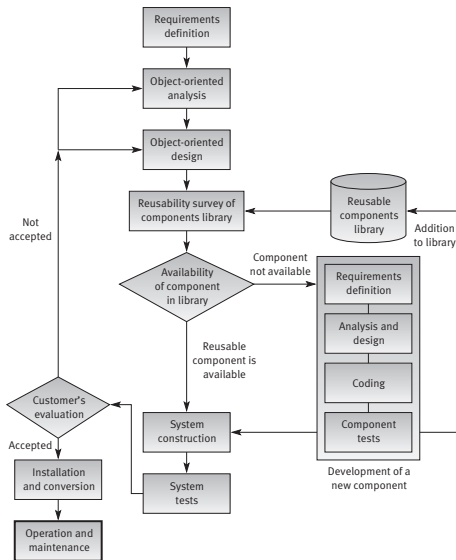 Requirements
definition
Object-oriented
analysis
Object-oriented
design
Reusability survey of
components library
Reusable
components
library
Addition
to library
Not
accepted
Availability
of component
in library
Component
not available
Requirements
definition
Analysis and
design
Coding
Component
tests
Development of a
new component
Reusable
component is
available
Customer's
evaluation
System
construction
Accepted
Installation
and conversion
System
tests
Operation and
maintenance